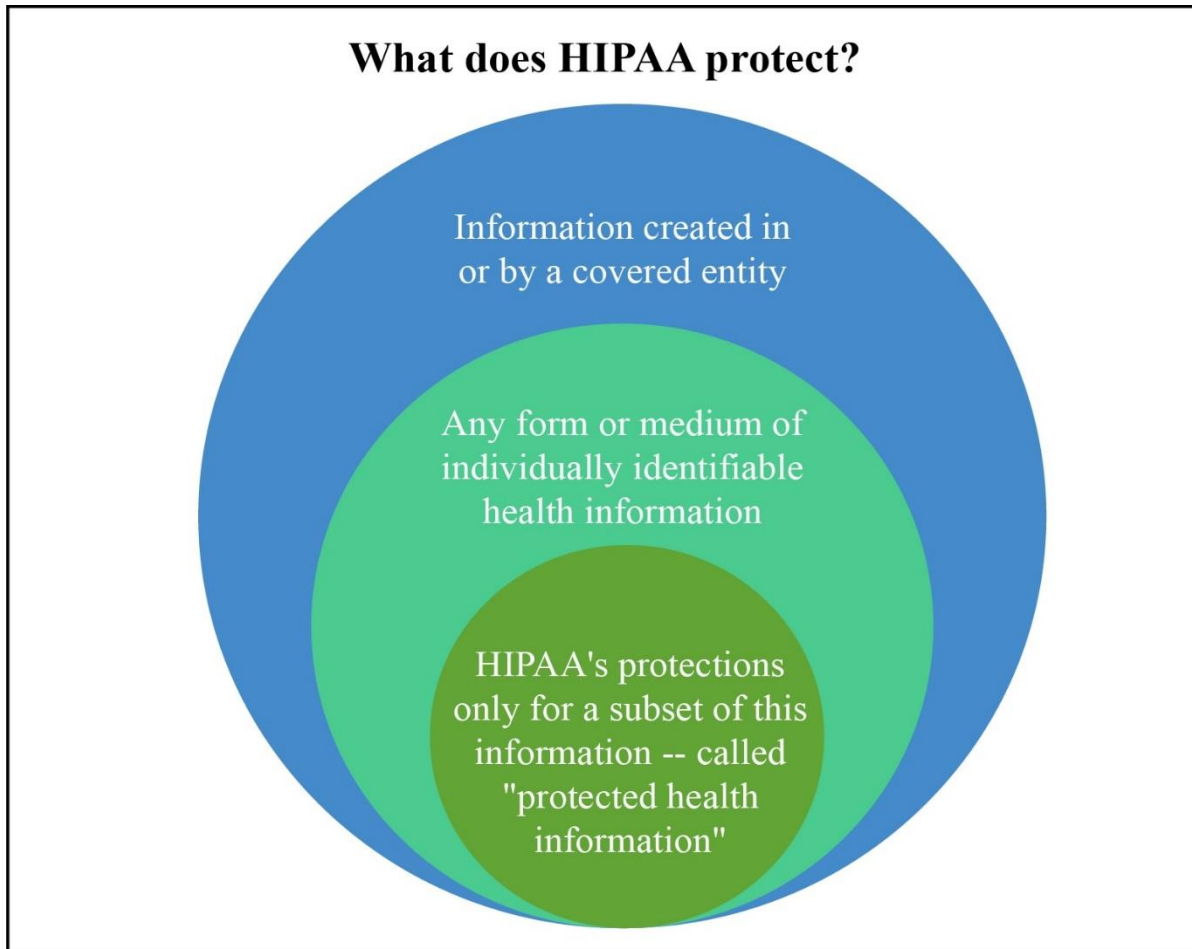 What does HIPAA protect?
Information created in
or by a covered entity
Any form or medium of
individually identifiable
health information
HIPAA's protections
only for a subset of this
information -- called
"protected health
information"